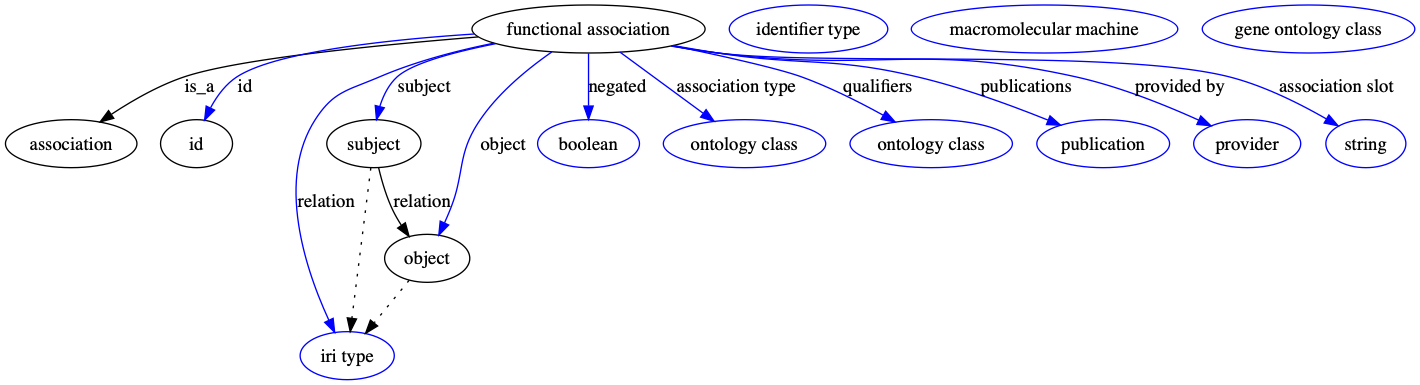 functional association
identifier type
macromolecular machine
gene ontology class
is_a
id
subject
negated
association type
qualifiers
publications
provided by
association slot
association
id
subject
object
boolean
ontology class
ontology class
publication
provider
string
relation
relation
object
iri type